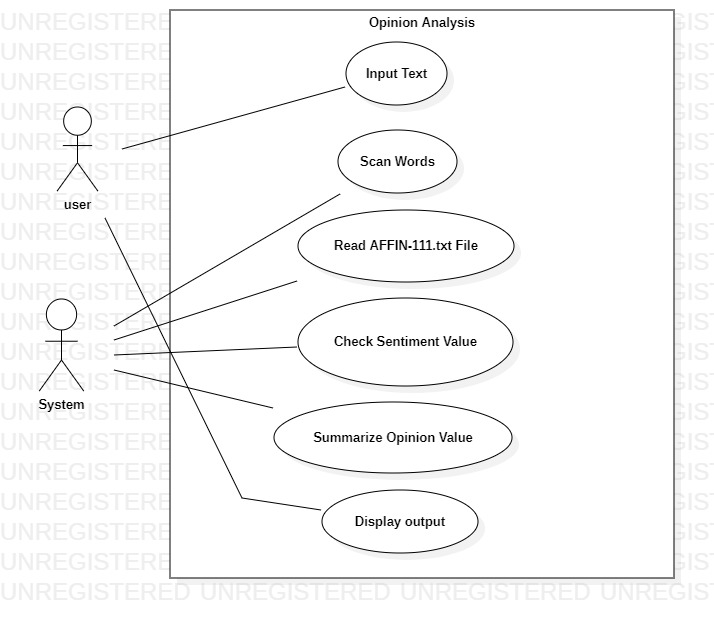 Opinion Analysis
Input Text
Scan Words
user
Read AFFIN-111.txt File
Check Sentiment Value
System
Summarize Opinion Value
Display output
UNREGISTERED UNREGISTERED UNREGISTERED UNREGIS